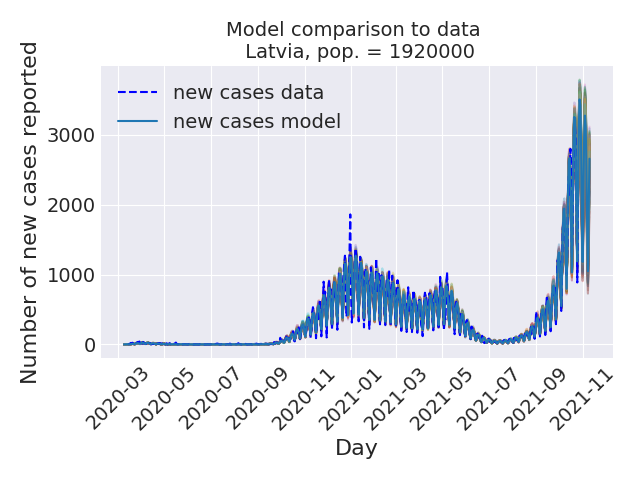 Model comparison to data
Latvia, pop. = 1920000
Number of new cases reported
new cases data
new cases model
3000
2000
1000
0
2020-03
2020-05
2020-07
2020-09
2020-11
2021-01
2021-03
2021-05
2021-07
2021-09
2021-11
Day